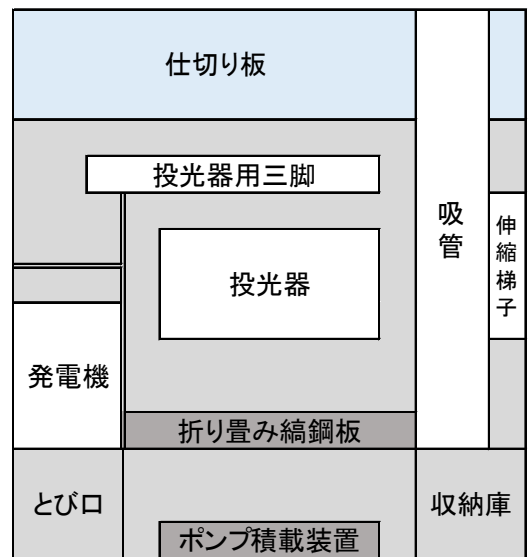 仕切り板
投光器用三脚
吸管
伸縮梯子
投光器
発電機
折り畳み縞鋼板
とび口
収納庫
ポンプ積載装置